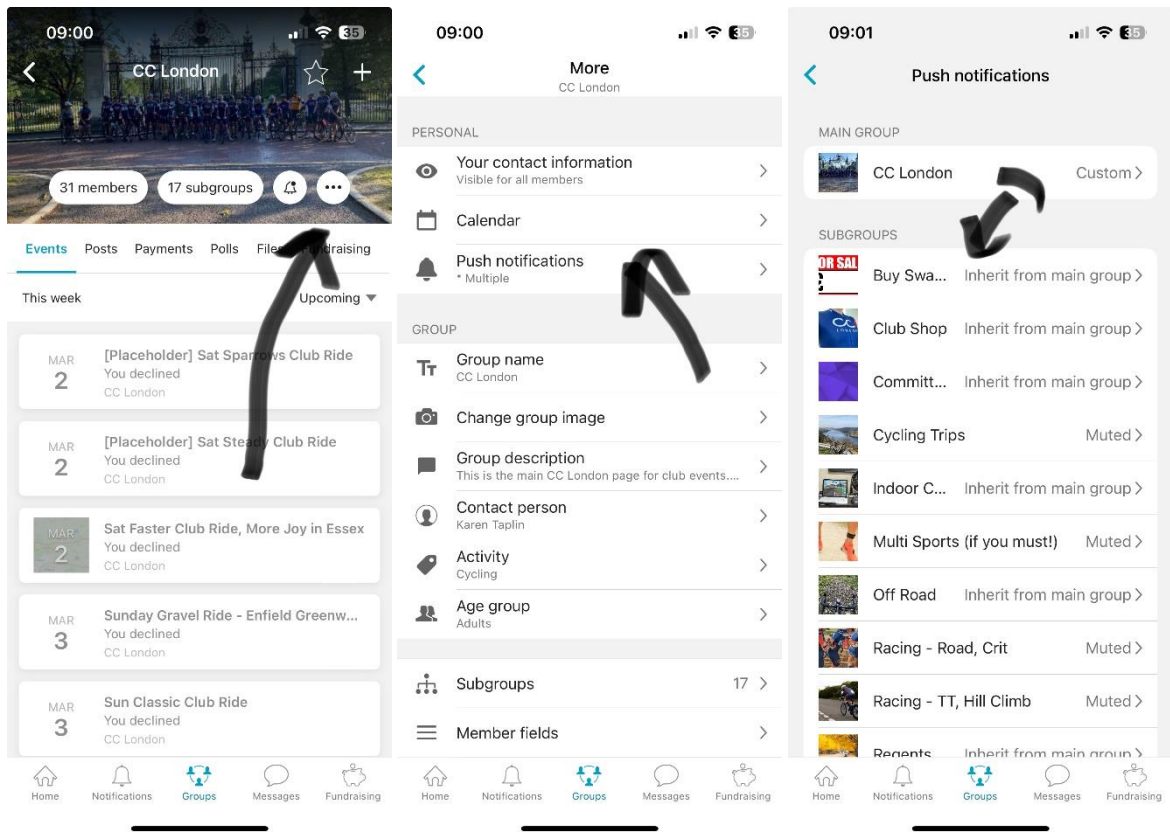 09:00
35
CC London
31 members
17 subgroups
Events
Posts
Payments
Polls
Files
Fundraising
This week
Upcoming
MAR
2
[Placeholder] Sat Sparrows Club Ride
You declined
CC London
MAR
2
[Placeholder] Sat Steady Club Ride
You declined
CC London
MAR
2
Sat Faster Club Ride, More Joy in Essex
You declined
CC London
MAR
3
Sunday Gravel Ride - Enfield Greenw...
You declined
CC London
MAR
3
Sun Classic Club Ride
You declined
CC London
Home
Notifications
Groups
Messages
Fundraising
09:00
35
More
CC London
PERSONAL
Your contact information
Visible for all members
Calendar
Push notifications
* Multiple
GROUP
Tт
Group name
CC London
Change group image
Group description
This is the main CC London page for club events....
Contact person
Karen Taplin
Activity
Cycling
Age group
Adults
Subgroups
17
Member fields
Home
Notifications
Groups
Messages
Fundraising
09:01
35
Push notifications
MAIN GROUP
CC London
Custom
SUBGROUPS
OR SAL
Buy Swa...
Inherit from main group
Club Shop
Inherit from main group
Committ...
Inherit from main group
Cycling Trips
Muted
Indoor C...
Inherit from main group
Multi Sports (if you must!)
Muted
Off Road
Inherit from main group
Racing - Road, Crit
Muted
Racing - TT, Hill Climb
Muted
Regents
Inherit from main group
Home
Notifications
Groups
Messages
Fundraising